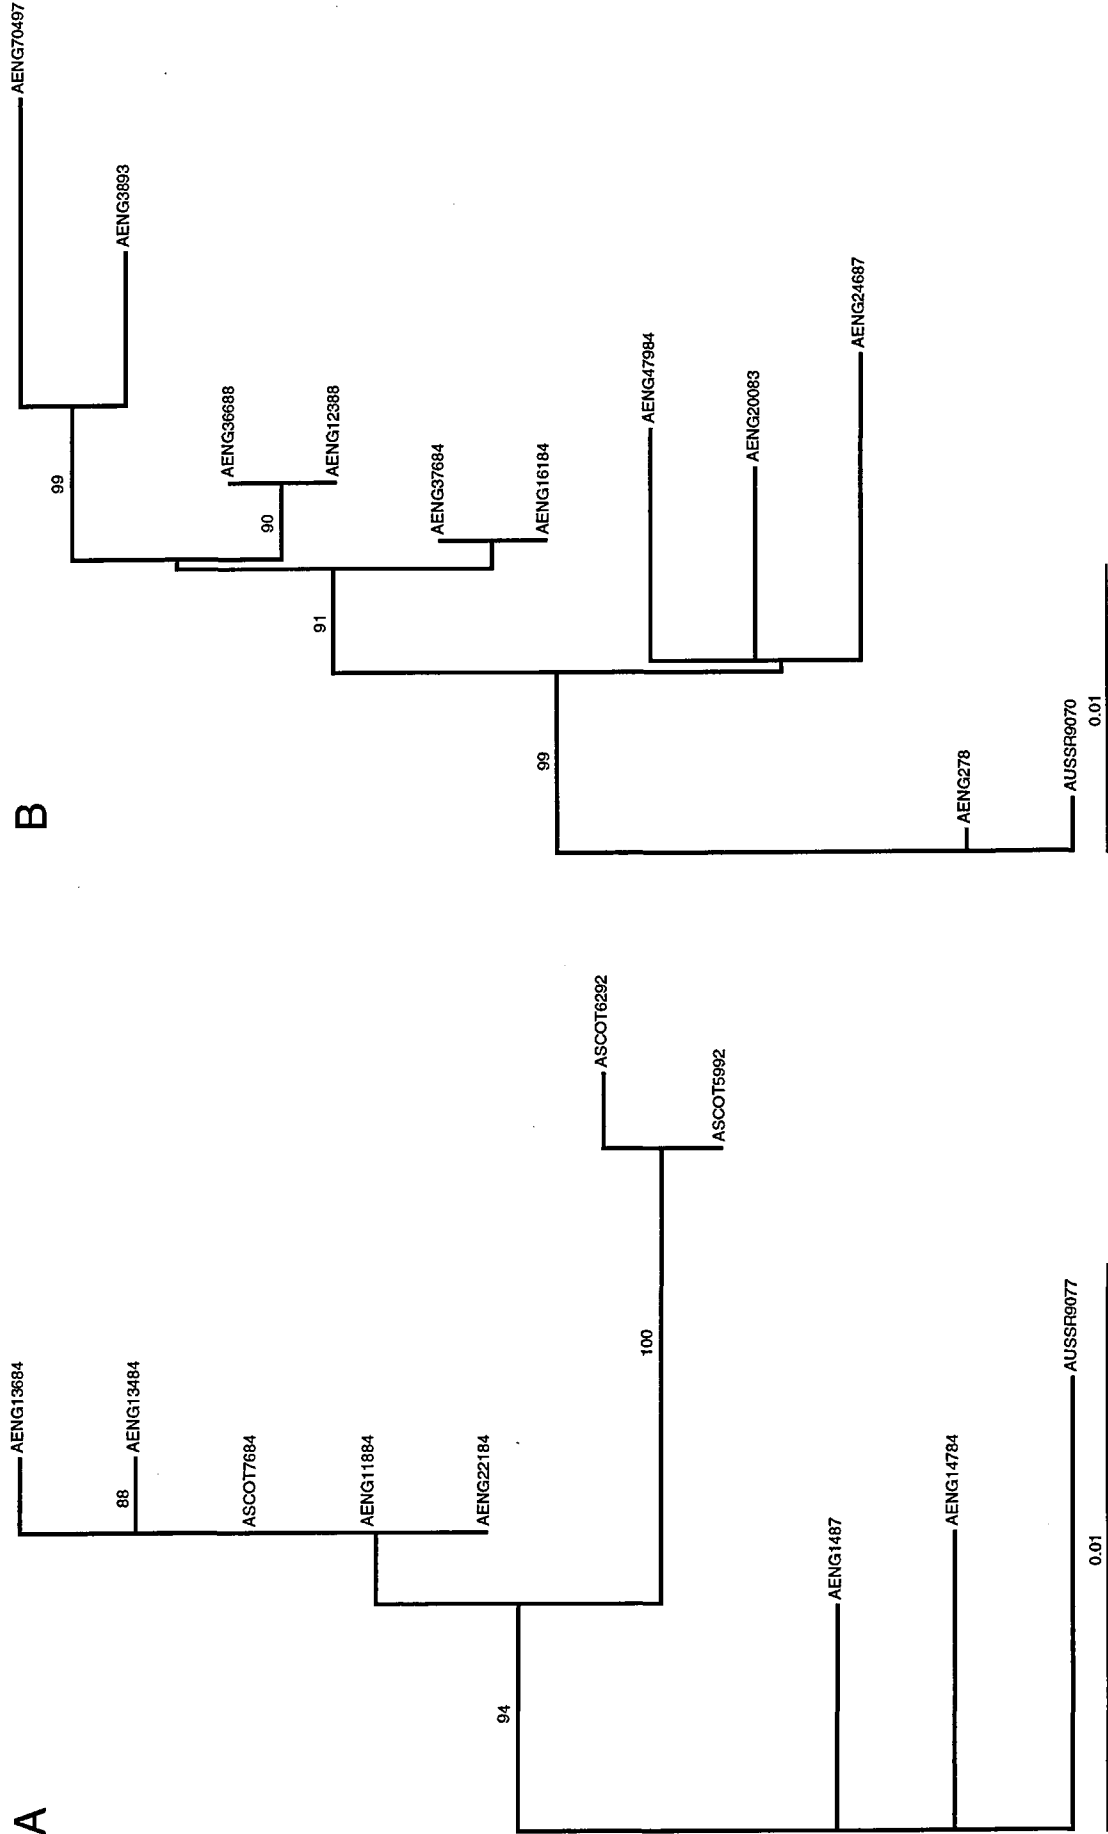 A
AENG13684
88
AENG13484
ASCOT7684
AENG11884
AENG22184
94
ASCOT6292
100
ASCOT5992
AENG1487
AENG14784
AUSSR9077
0.01
B
AENG70497
99
AENG3893
AENG36688
90
AENG12388
91
AENG37684
AENG16184
99
AENG47984
AENG20083
AENG24687
AENG278
AUSSR9070
0.01